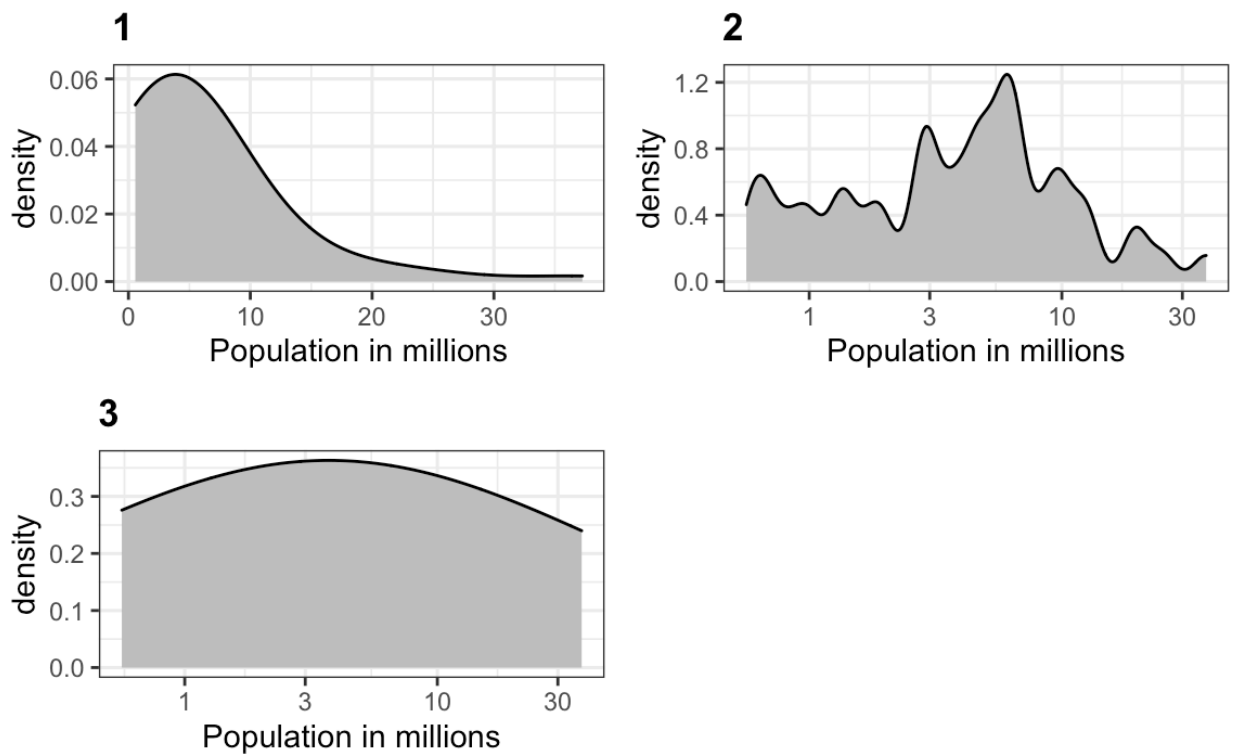 1
0.06
0.04
0.02
0.00
density
0 10 20 30
Population in millions
2
1.2
0.8
0.4
0.0
density
1 3 10 30
Population in millions
3
0.3
0.2
0.1
0.0
density
1 3 10 30
Population in millions